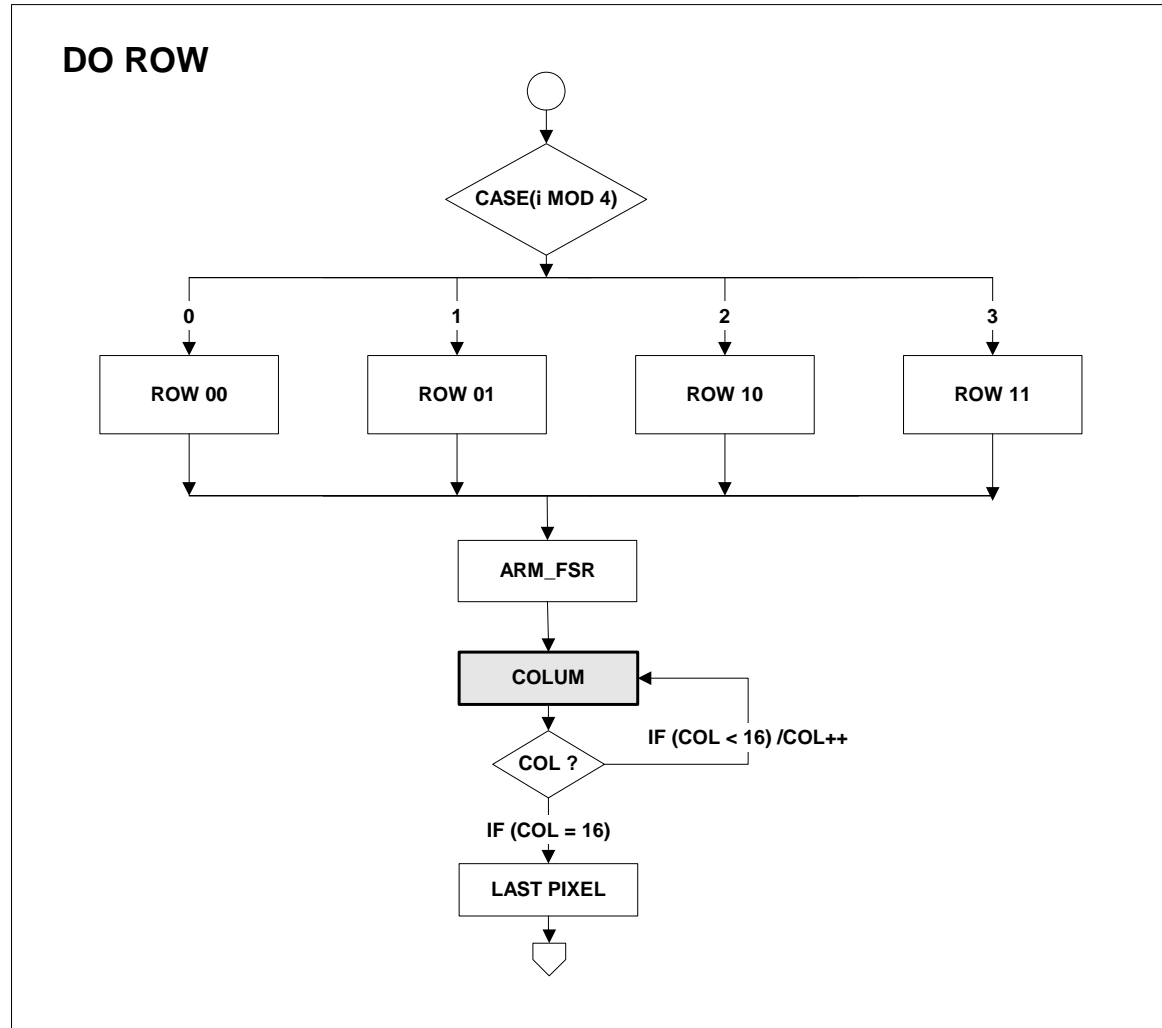 DO ROW
CASE(i MOD 4)
0
1
2
3
ROW 00
ROW 01
ROW 10
ROW 11
ARM_FSR
COLUM
IF (COL < 16) /COL++
COL ?
IF (COL = 16)
LAST PIXEL